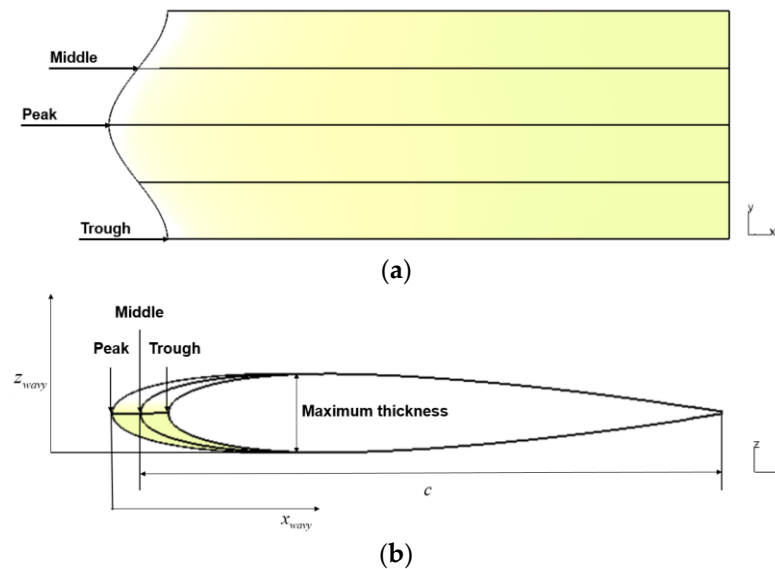 Middle
Peak
Trough
y
x
(a)
Middle
Peak Trough
z_wavy
Maximum thickness
z
c
x_wavy
(b)